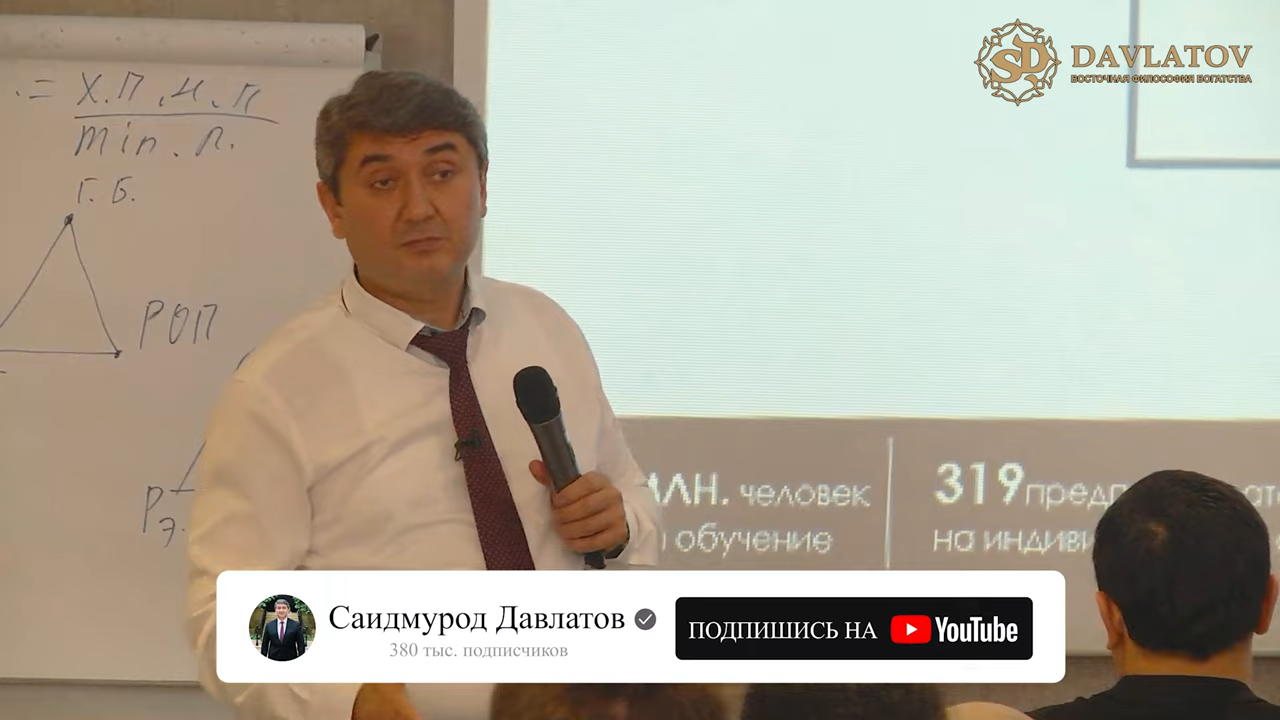 .= Х.П.Н.П
min. П.
Г. Б.
РОП
Рэ.
DAVLATOV
ВОСТОЧНАЯ ФИЛОСОФИЯ БОГАТСТВА
МЛН. человек
обучение
319
на
Саидмурод Давлатов
380 тыс. подписчиков
ПОДПИШИСЬ НА YouTube